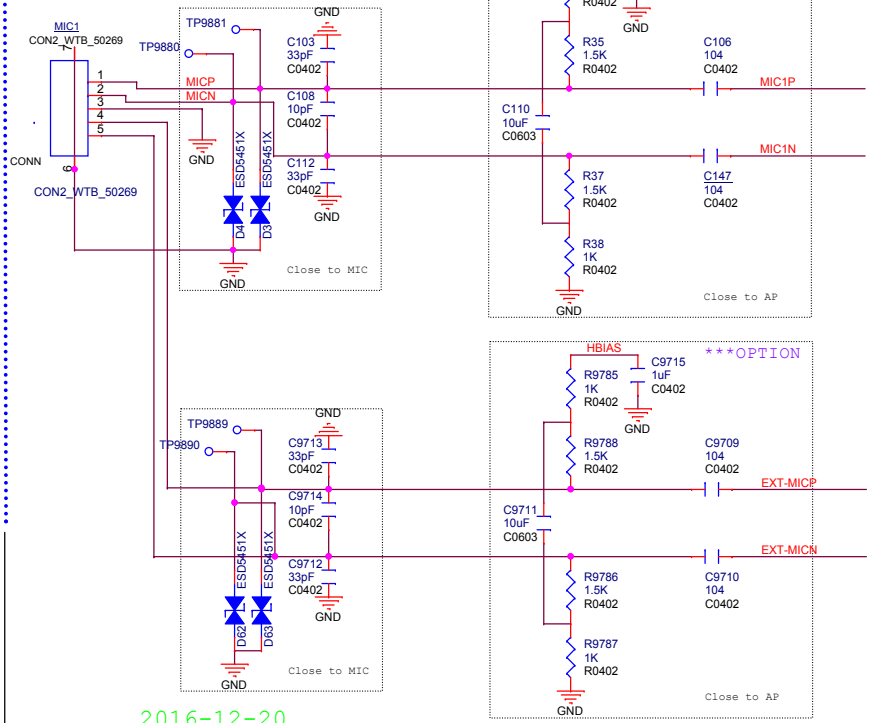 MIC1
CON2_WTB_50269
7
1
2
3
4
5
6
CONN
CON2_WTB_50269
MICP
MICN
GND
TP9881
TP9880
GND
C103
33pF
C0402
C108
10pF
C0402
C112
33pF
C0402
GND
ESD5451X
ESD5451X
D4
D3
GND
Close to MIC
R0402
GND
R35
1.5K
R0402
C106
104
C0402
MIC1P
C110
10uF
C0603
MIC1N
R37
1.5K
R0402
C147
104
C0402
R38
1K
R0402
GND
Close to AP
HBIAS
***OPTION
R9785
1K
R0402
C9715
1uF
C0402
GND
R9788
1.5K
R0402
C9709
104
C0402
EXT-MICP
C9711
10uF
C0603
EXT-MICN
R9786
1.5K
R0402
C9710
104
C0402
R9787
1K
R0402
GND
Close to AP
TP9889
TP9890
GND
C9713
33pF
C0402
C9714
10pF
C0402
C9712
33pF
C0402
GND
ESD5451X
ESD5451X
D62
D63
GND
Close to MIC
2016-12-20